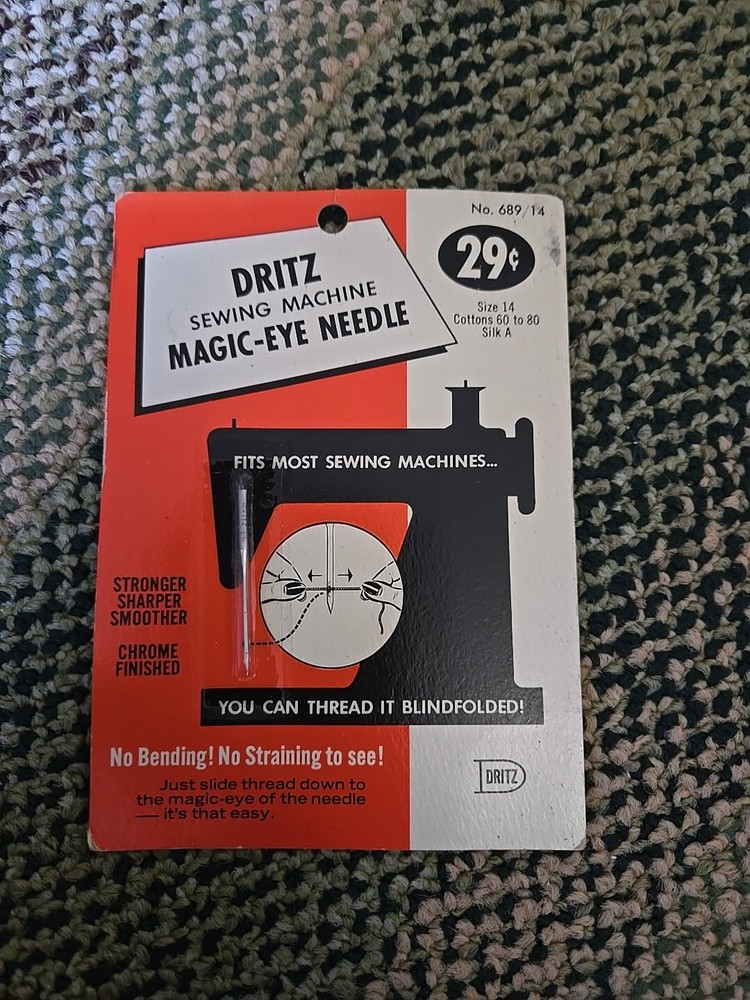 No. 689/14
29¢
Size 14
Cottons 60 to 80
Silk A
DRITZ
SEWING MACHINE
MAGIC-EYE NEEDLE
FITS MOST SEWING MACHINES...
STRONGER
SHARPER
SMOOTHER
CHROME
FINISHED
YOU CAN THREAD IT BLINDFOLDED!
No Bending! No Straining to see!
Just slide thread down to
the magic-eye of the needle
— it's that easy.
DRITZ